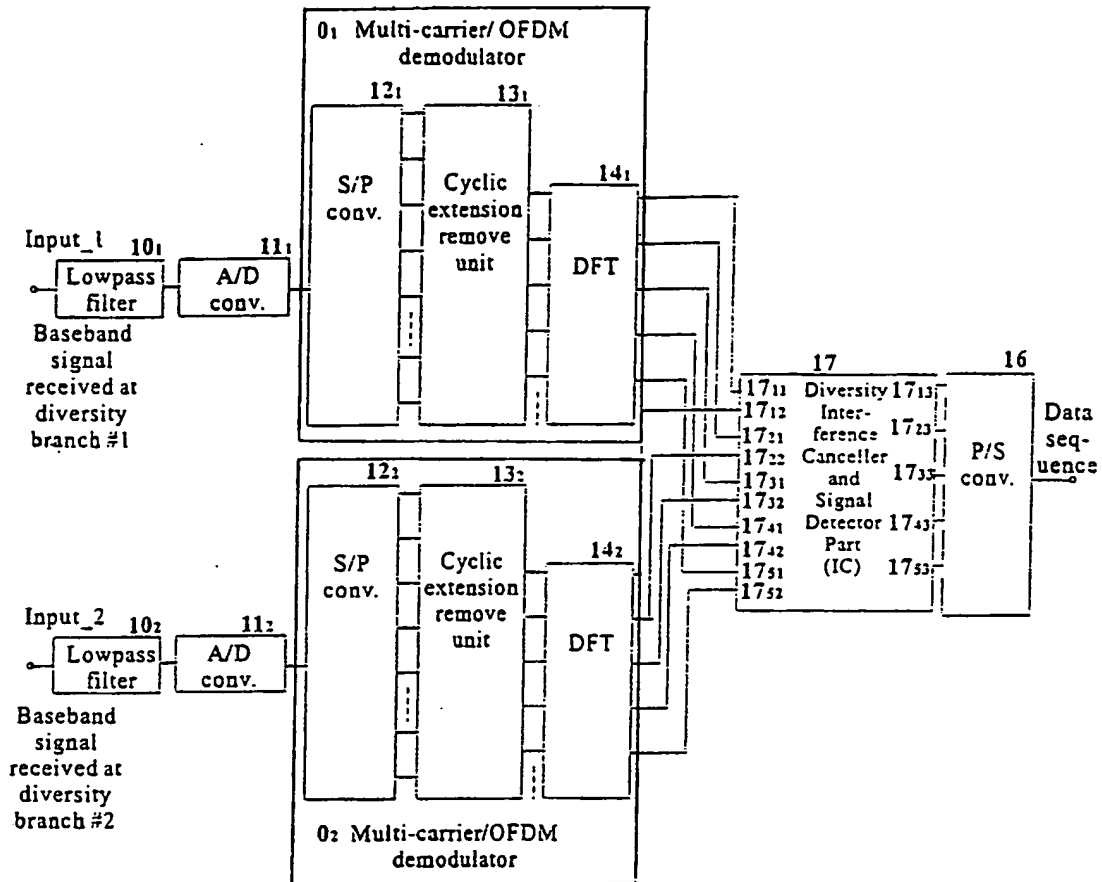 0₁ Multi-carrier/ OFDM
demodulator
12₁
13₁
S/P
conv.
Cyclic
extension
remove
unit
14₁
DFT
Input_1
10₁
11₁
Lowpass
filter
A/D
conv.
Baseband
signal
received at
diversity
branch #1
17
16
17₁₁
17₁₂
17₂₁
17₂₂
17₃₁
17₃₂
17₄₁
17₄₂
17₅₁
17₅₂
Diversity
Inter-
ference
Canceller
and
Signal
Detector
Part
(IC)
17₁₃
17₂₃
17₃₃
17₄₃
17₅₃
P/S
conv.
Data
seq-
uence
12₂
13₂
S/P
conv.
Cyclic
extension
remove
unit
14₂
DFT
Input_2
10₂
11₂
Lowpass
filter
A/D
conv.
Baseband
signal
received at
diversity
branch #2
0₂ Multi-carrier/OFDM
demodulator